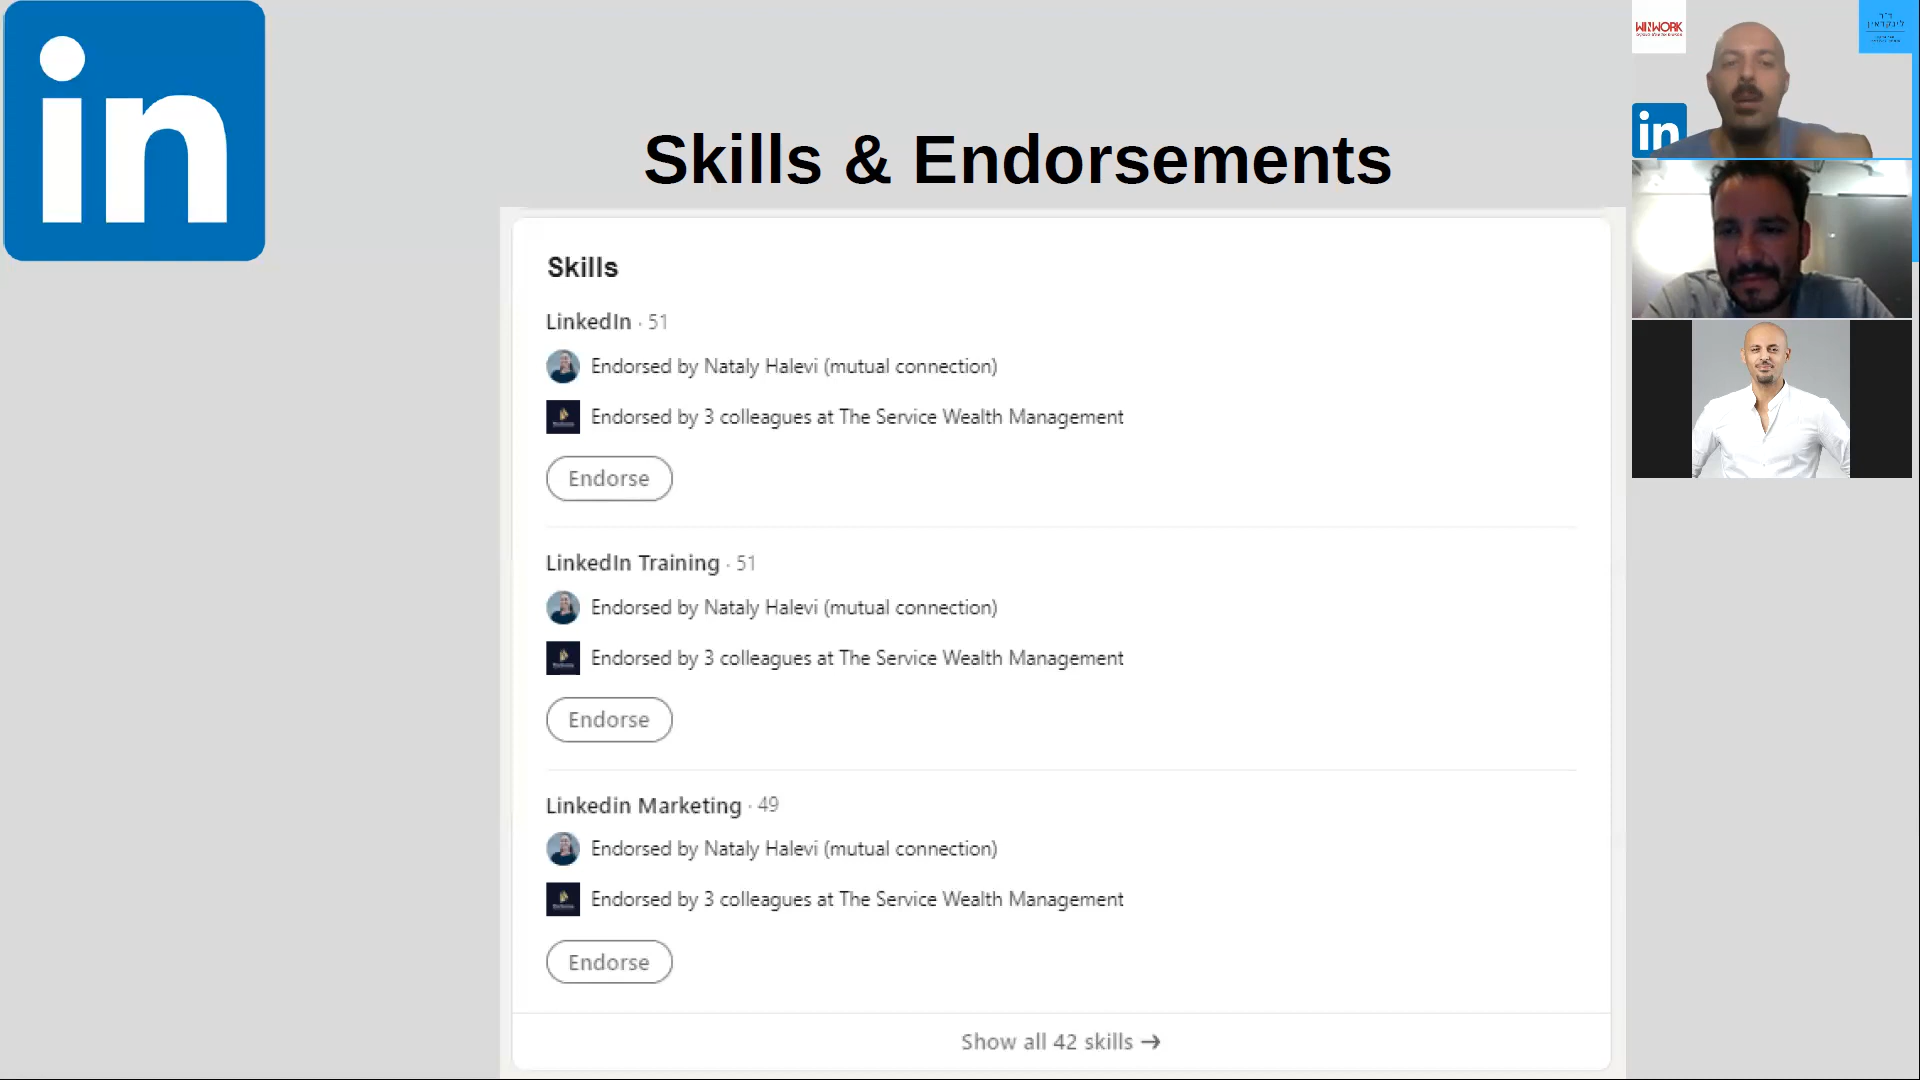 in
Skills & Endorsements
Skills
LinkedIn · 51
Endorsed by Nataly Halevi (mutual connection)
Endorsed by 3 colleagues at The Service Wealth Management
Endorse
LinkedIn Training · 51
Endorsed by Nataly Halevi (mutual connection)
Endorsed by 3 colleagues at The Service Wealth Management
Endorse
Linkedin Marketing · 49
Endorsed by Nataly Halevi (mutual connection)
Endorsed by 3 colleagues at The Service Wealth Management
Endorse
Show all 42 skills →
WINWORK
ד"ר
לינקדאין
in